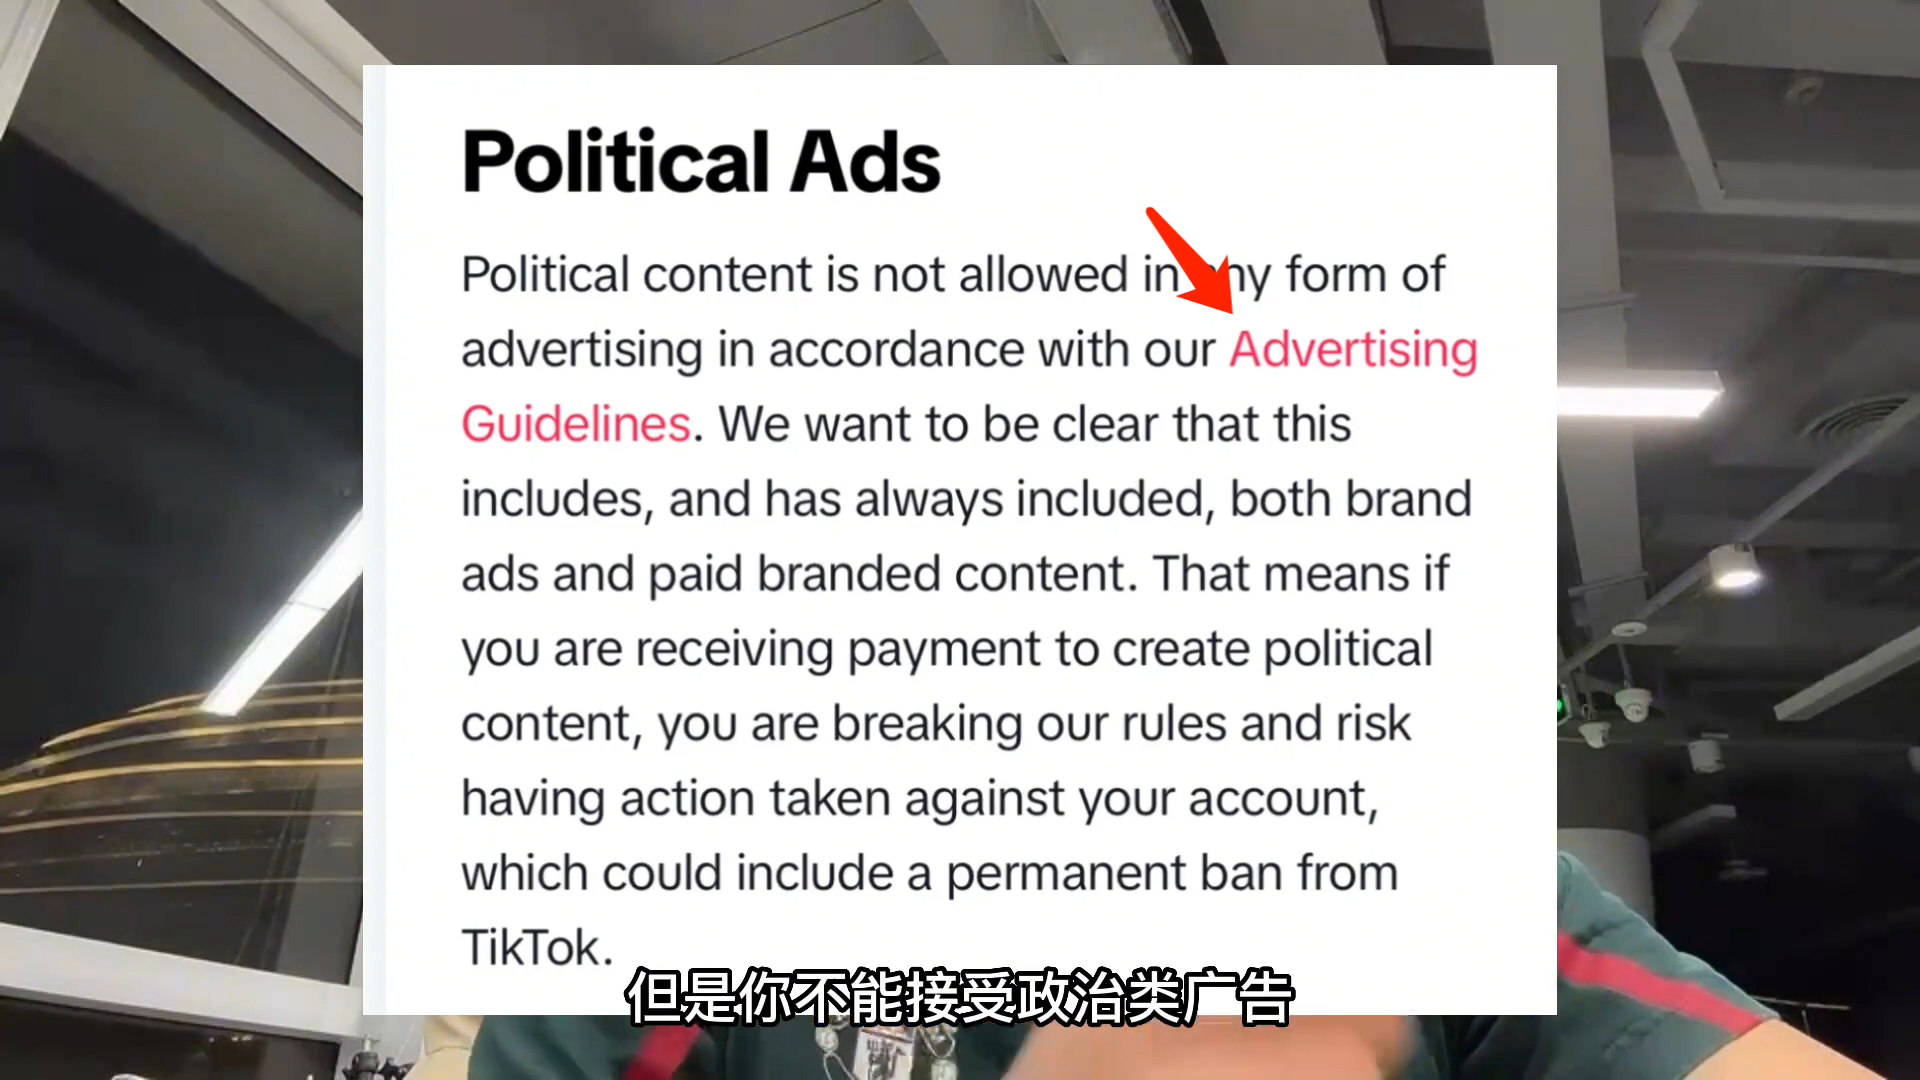 Political Ads
Political content is not allowed in any form of
advertising in accordance with our Advertising
Guidelines. We want to be clear that this
includes, and has always included, both brand
ads and paid branded content. That means if
you are receiving payment to create political
content, you are breaking our rules and risk
having action taken against your account,
which could include a permanent ban from
TikTok.
但是你不能接受政治类广告